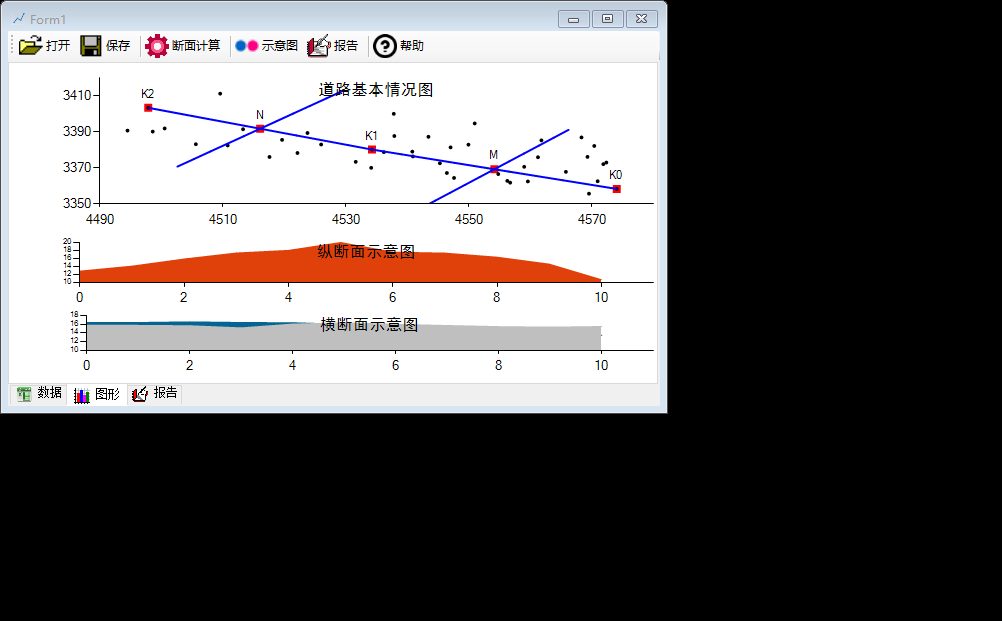 Form1
打开 保存 断面计算 示意图 报告 帮助
道路基本情况图
3410
3390
3370
3350
K2
N
K1
M
K0
4490 4510 4530 4550 4570
纵断面示意图
20
18
16
14
12
10
0 2 4 6 8 10
横断面示意图
18
16
14
12
10
0 2 4 6 8 10
数据 图形 报告